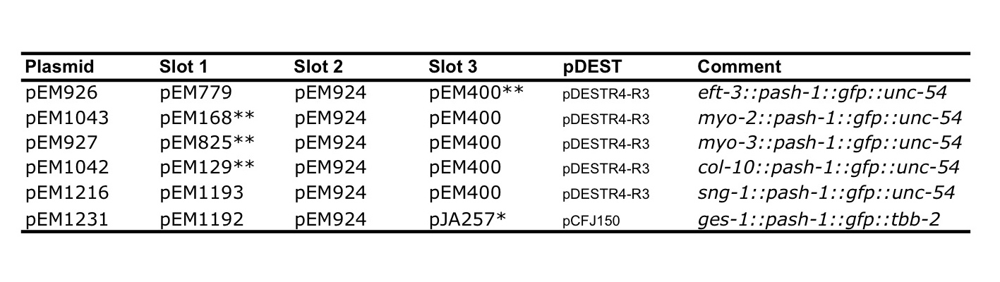 Plasmid Slot 1 Slot 2 Slot 3 pDEST Comment
pEM926 pEM779 pEM924 pEM400** pDESTR4-R3 eft-3::pash-1::gfp::unc-54
pEM1043 pEM168** pEM924 pEM400 pDESTR4-R3 myo-2::pash-1::gfp::unc-54
pEM927 pEM825** pEM924 pEM400 pDESTR4-R3 myo-3::pash-1::gfp::unc-54
pEM1042 pEM129** pEM924 pEM400 pDESTR4-R3 col-10::pash-1::gfp::unc-54
pEM1216 pEM1193 pEM924 pEM400 pDESTR4-R3 sng-1::pash-1::gfp::unc-54
pEM1231 pEM1192 pEM924 pJA257* pCFJ150 ges-1::pash-1::gfp::tbb-2